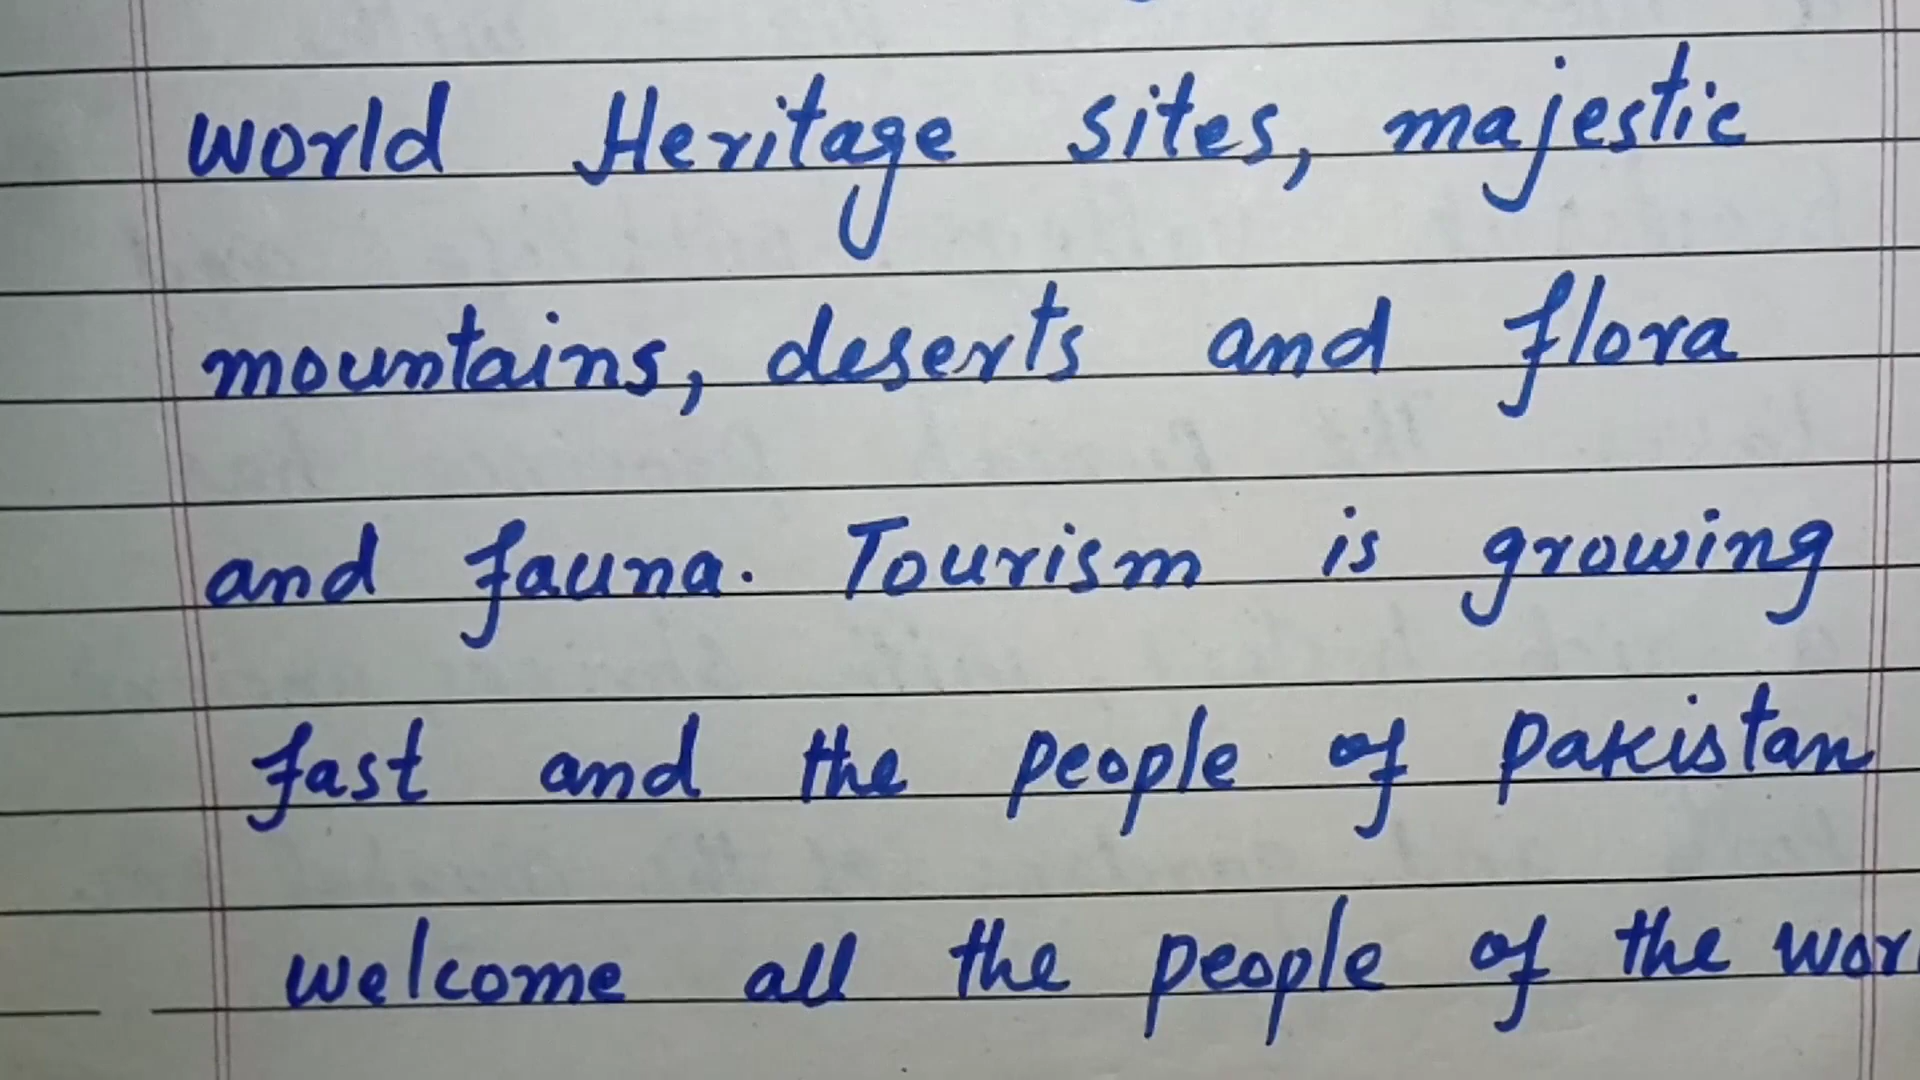 world Heritage sites, majestic
mountains, deserts and flora
and fauna. Tourism is growing
fast and the people of pakistan
welcome all the people of the wor